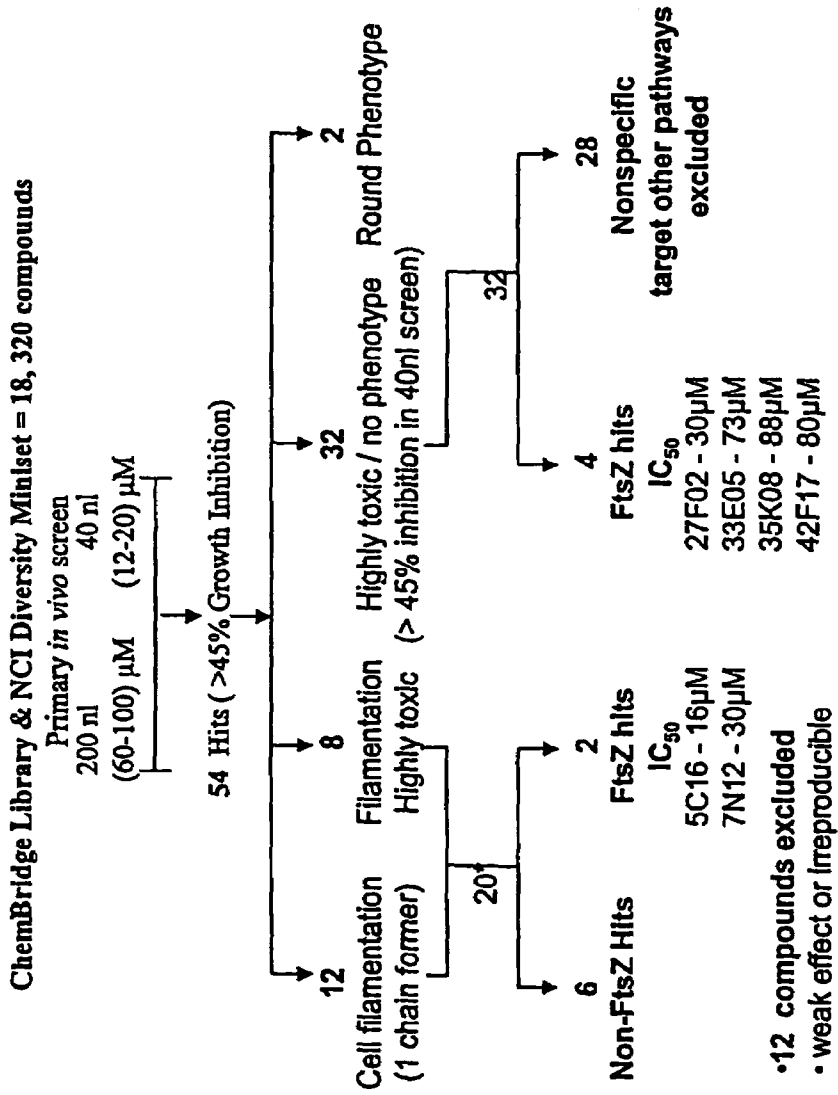 ChemBridge Library & NCI Diversity Miniset = 18, 320 compounds
Primary in vivo screen
200 nl 40 nl
(60-100) µM (12-20) µM
54 Hits ( >45% Growth Inhibition)
12 8 32 2
Cell filamentation Filamentation Highly toxic / no phenotype Round Phenotype
(1 chain former) Highly toxic (> 45% inhibition in 40nl screen)
20* 32
6 2 4 28
Non-FtsZ Hits FtsZ hits FtsZ hits Nonspecific
IC50 IC50 target other pathways
5C16 - 16µM 27F02 - 30µM excluded
7N12 - 30µM 33E05 - 73µM
35K08 - 88µM
42F17 - 80µM
•12 compounds excluded
• weak effect or irreproducible